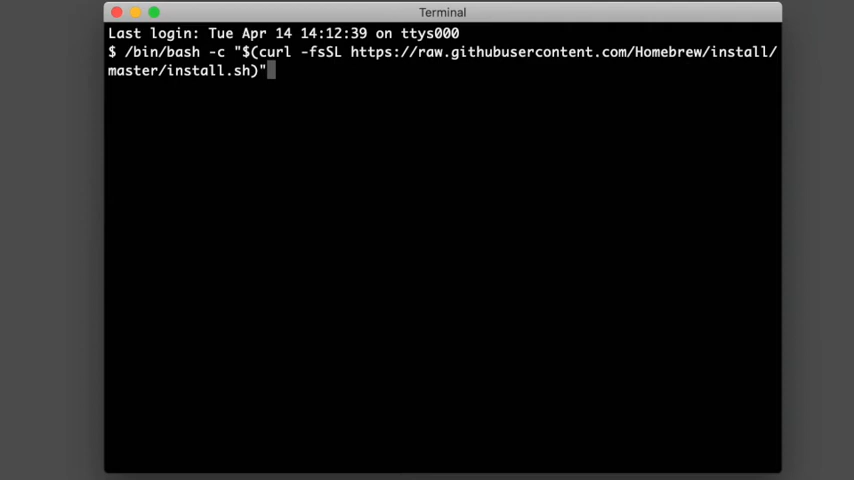 Terminal
Last login: Tue Apr 14 14:12:39 on ttys000
$ /bin/bash -c "$(curl -fsSL https://raw.githubusercontent.com/Homebrew/install/
master/install.sh)"